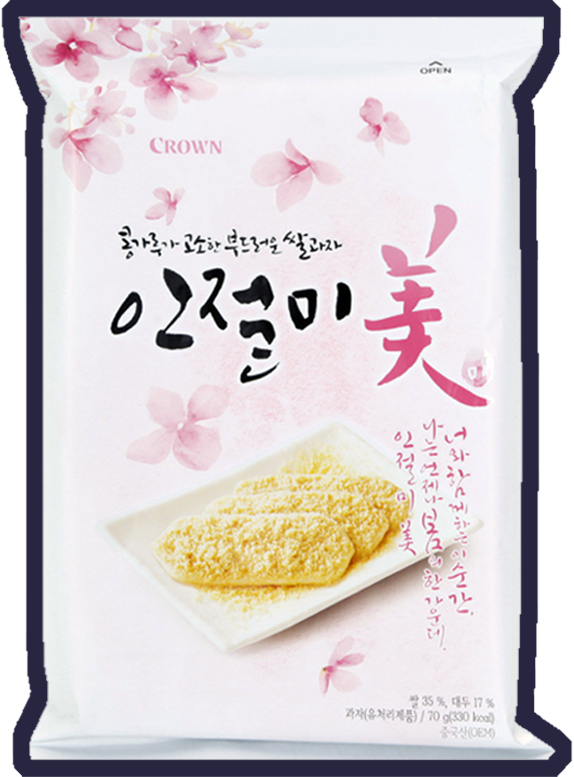 OPEN
CROWN
콩가루가 고소한 부드러운 쌀과자
인절미 美
미
너와 함께하는 이 순간,
나는 언제나 봄의 한가운데.
인절미 美
쌀 35 %, 대두 17 %
과자(유처리제품) / 70 g(330 kcal)
중국산(OEM)